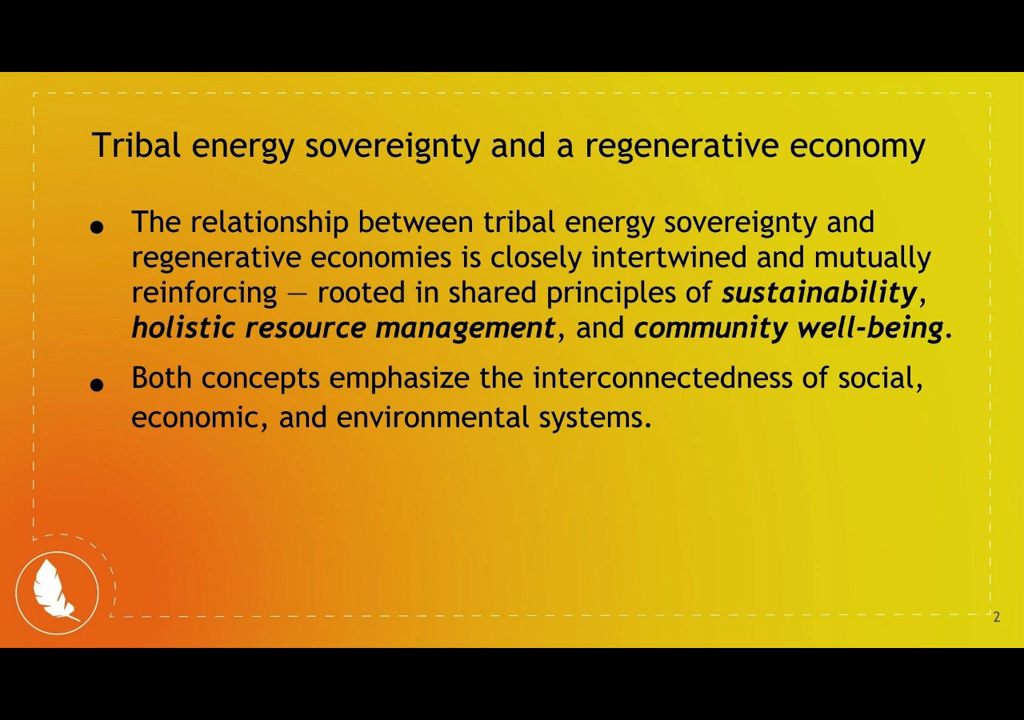 Tribal energy sovereignty and a regenerative economy
● The relationship between tribal energy sovereignty and
regenerative economies is closely intertwined and mutually
reinforcing — rooted in shared principles of sustainability,
holistic resource management, and community well-being.
● Both concepts emphasize the interconnectedness of social,
economic, and environmental systems.
2